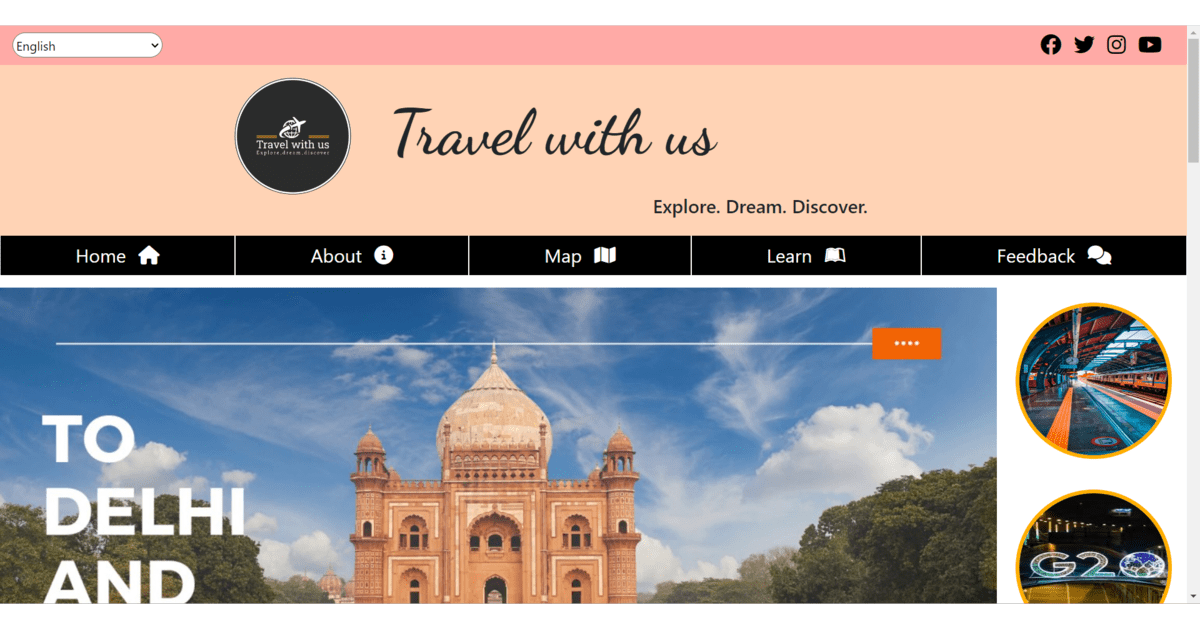 English
Travel with us
Explore.dream.discover
Travel with us
Explore. Dream. Discover.
Home
About
Map
Learn
Feedback
TO
DELHI
AND
G20